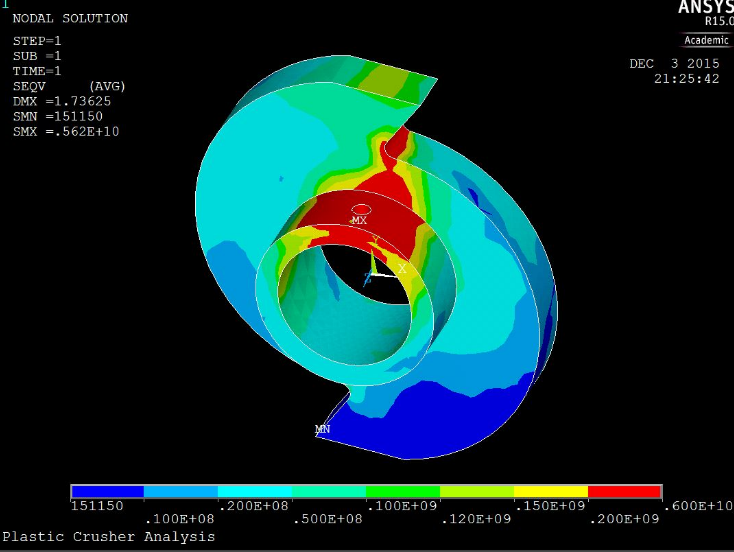 1
NODAL SOLUTION
STEP=1
SUB =1
TIME=1
SEQV (AVG)
DMX =1.73625
SMN =151150
SMX =.562E+10
ANSYS
R15.0
Academic
DEC 3 2015
21:25:42
MX
Y
X
Z
MN
151150 .200E+08 .100E+09 .150E+09 .600E+10
.100E+08 .500E+08 .120E+09 .200E+09
Plastic Crusher Analysis